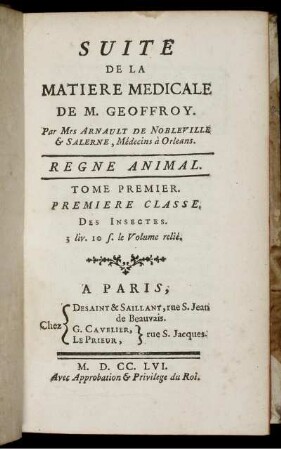 SUITE
DE LA
MATIERE MEDICALE
DE M. GEOFFROY.
Par Mrs ARNAULT DE NOBLEVILLE
& SALERNE, Médecins à Orleans.
REGNE ANIMAL.
TOME PREMIER.
PREMIERE CLASSE,
DES INSECTES.
3 liv. 10 s. le Volume relié.
A PARIS,
Chez
DESAINT & SAILLANT, rue S. Jean
de Beauvais.
G. CAVELIER,
LE PRIEUR,
rue S. Jacques.
M. D. CC. LVI.
Avec Approbation & Privilege du Roi.